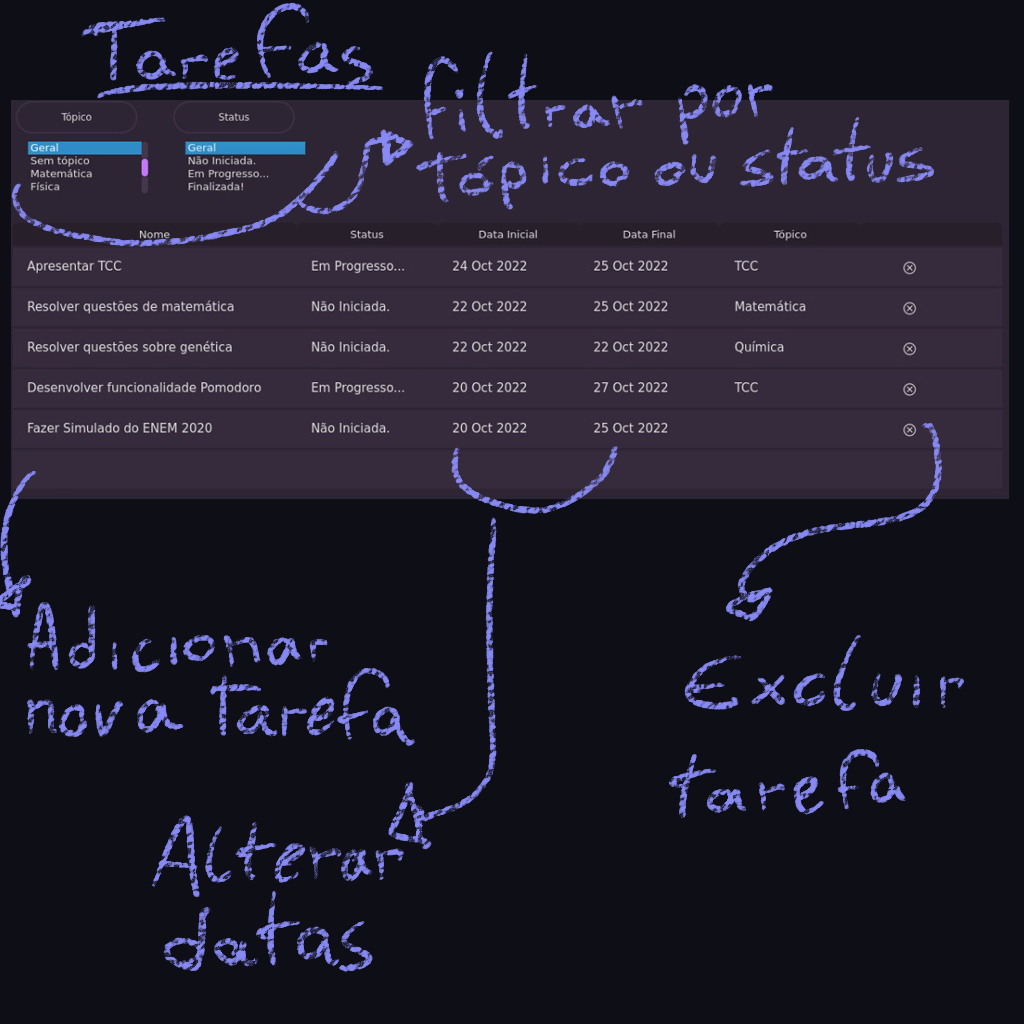 Tarefas
filtrar por
tópico ou status
Tópico Status
Geral Geral
Sem tópico Não Iniciada.
Matemática Em Progresso...
Física Finalizada!
Nome Status Data Inicial Data Final Tópico
Apresentar TCC Em Progresso... 24 Oct 2022 25 Oct 2022 TCC
Resolver questões de matemática Não Iniciada. 22 Oct 2022 25 Oct 2022 Matemática
Resolver questões sobre genética Não Iniciada. 22 Oct 2022 22 Oct 2022 Química
Desenvolver funcionalidade Pomodoro Em Progresso... 20 Oct 2022 27 Oct 2022 TCC
Fazer Simulado do ENEM 2020 Não Iniciada. 20 Oct 2022 25 Oct 2022
Adicionar
nova tarefa
Excluir
tarefa
Alterar
datas